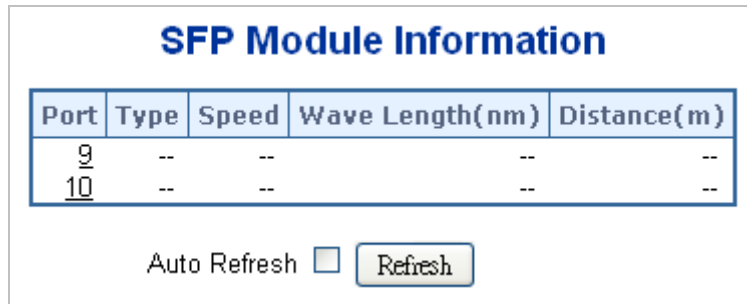 SFP Module Information
Port Type Speed Wave Length(nm) Distance(m)
9 -- -- -- --
10 -- -- -- --
Auto Refresh Refresh